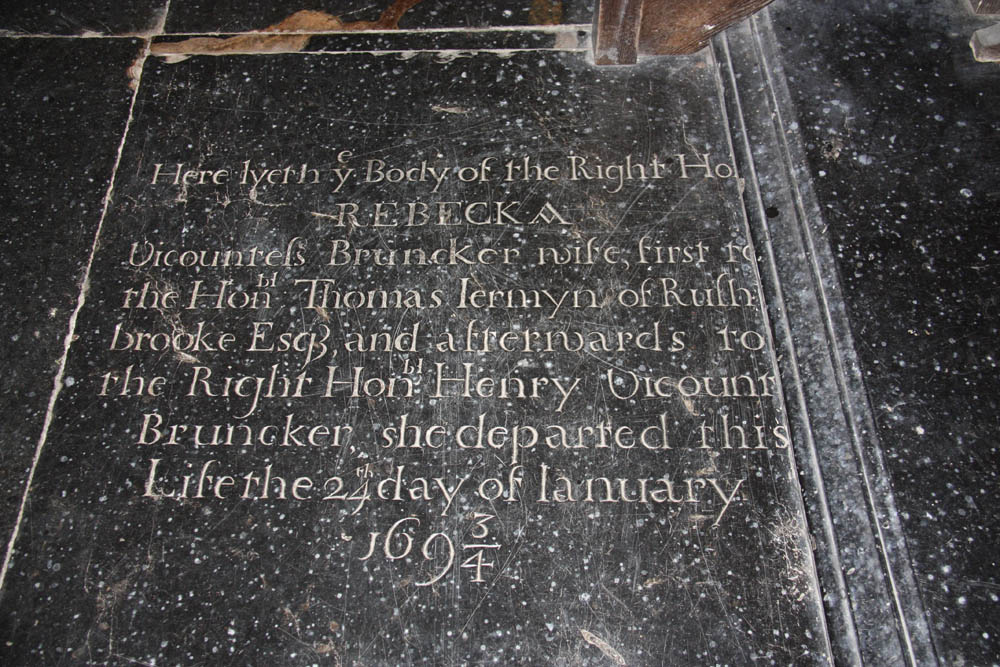 Here lyeth yᵉ Body of the Right Ho
REBECKA
Vicountess Bruncker wife, first to
the Honᵇˡ Thomas Iermyn of Rush
brooke Esqʒ, and afterwards to
the Right Honᵇˡ Henry Vicount
Bruncker, she departed this
Life the 24ᵗʰ day of Ianuary.
169¾